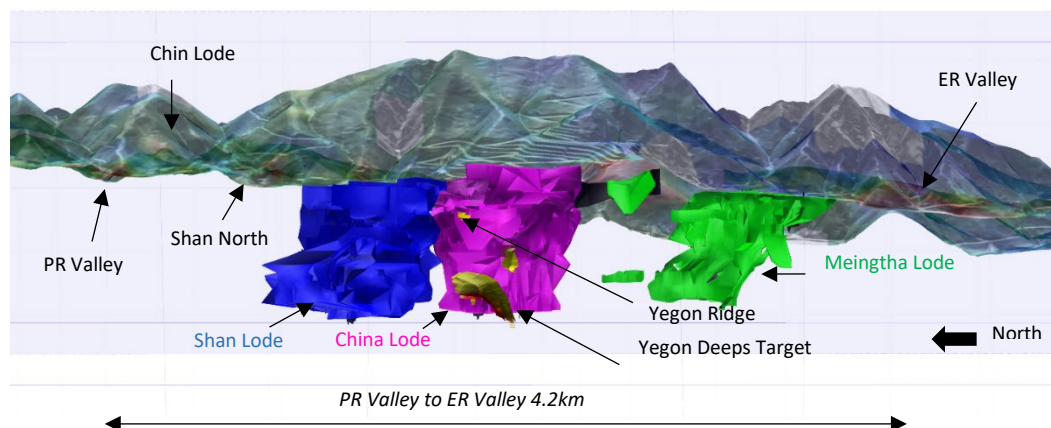 Chin Lode
ER Valley
Shan North
PR Valley
Meingtha Lode
Yegon Ridge
Shan Lode
China Lode
Yegon Deeps Target
North
PR Valley to ER Valley 4.2km